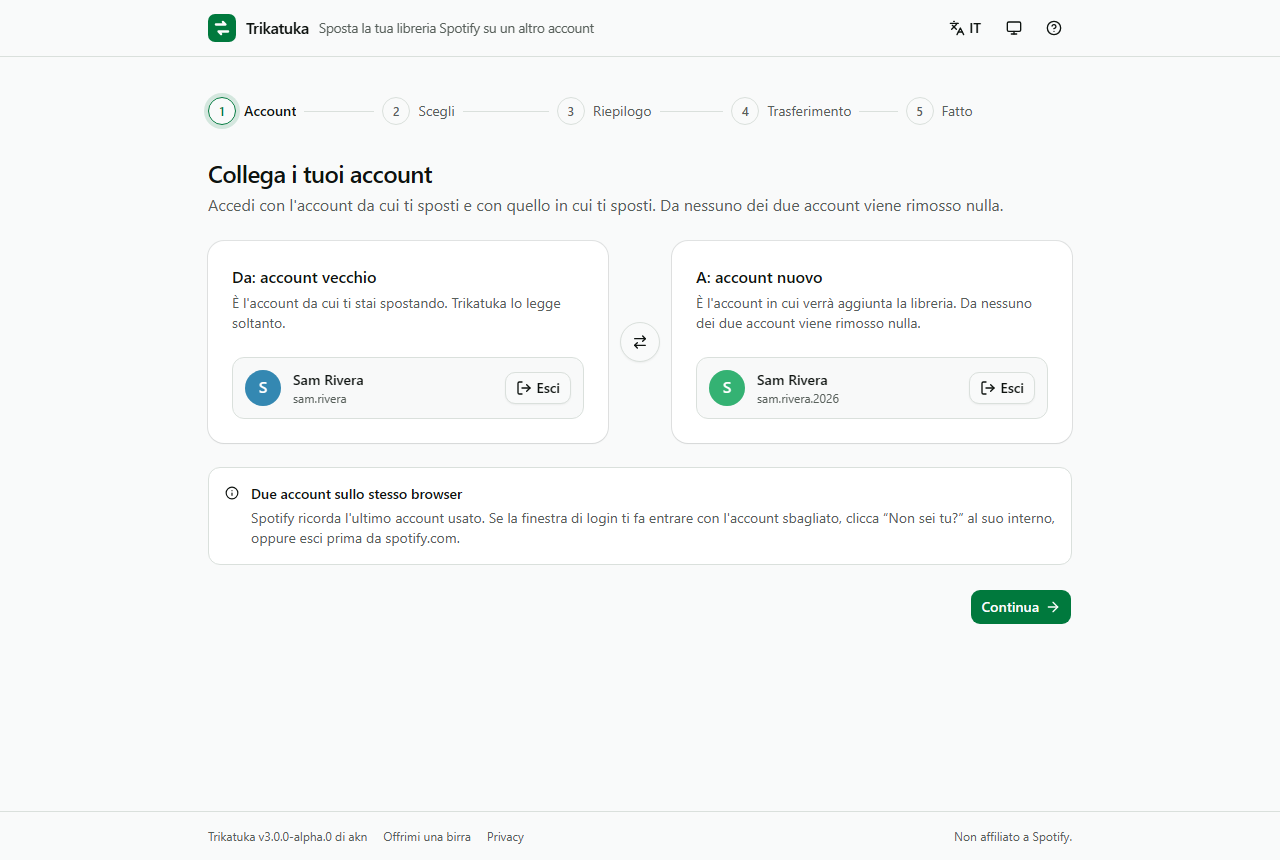 Trikatuka Sposta la tua libreria Spotify su un altro account
IT
1 Account
2 Scegli
3 Riepilogo
4 Trasferimento
5 Fatto
Collega i tuoi account
Accedi con l'account da cui ti sposti e con quello in cui ti sposti. Da nessuno dei due account viene rimosso nulla.
Da: account vecchio
È l'account da cui ti stai spostando. Trikatuka lo legge
soltanto.
S
Sam Rivera
sam.rivera
Esci
A: account nuovo
È l'account in cui verrà aggiunta la libreria. Da nessuno
dei due account viene rimosso nulla.
S
Sam Rivera
sam.rivera.2026
Esci
Due account sullo stesso browser
Spotify ricorda l'ultimo account usato. Se la finestra di login ti fa entrare con l'account sbagliato, clicca “Non sei tu?” al suo interno,
oppure esci prima da spotify.com.
Continua
Trikatuka v3.0.0-alpha.0 di akn
Offrimi una birra
Privacy
Non affiliato a Spotify.